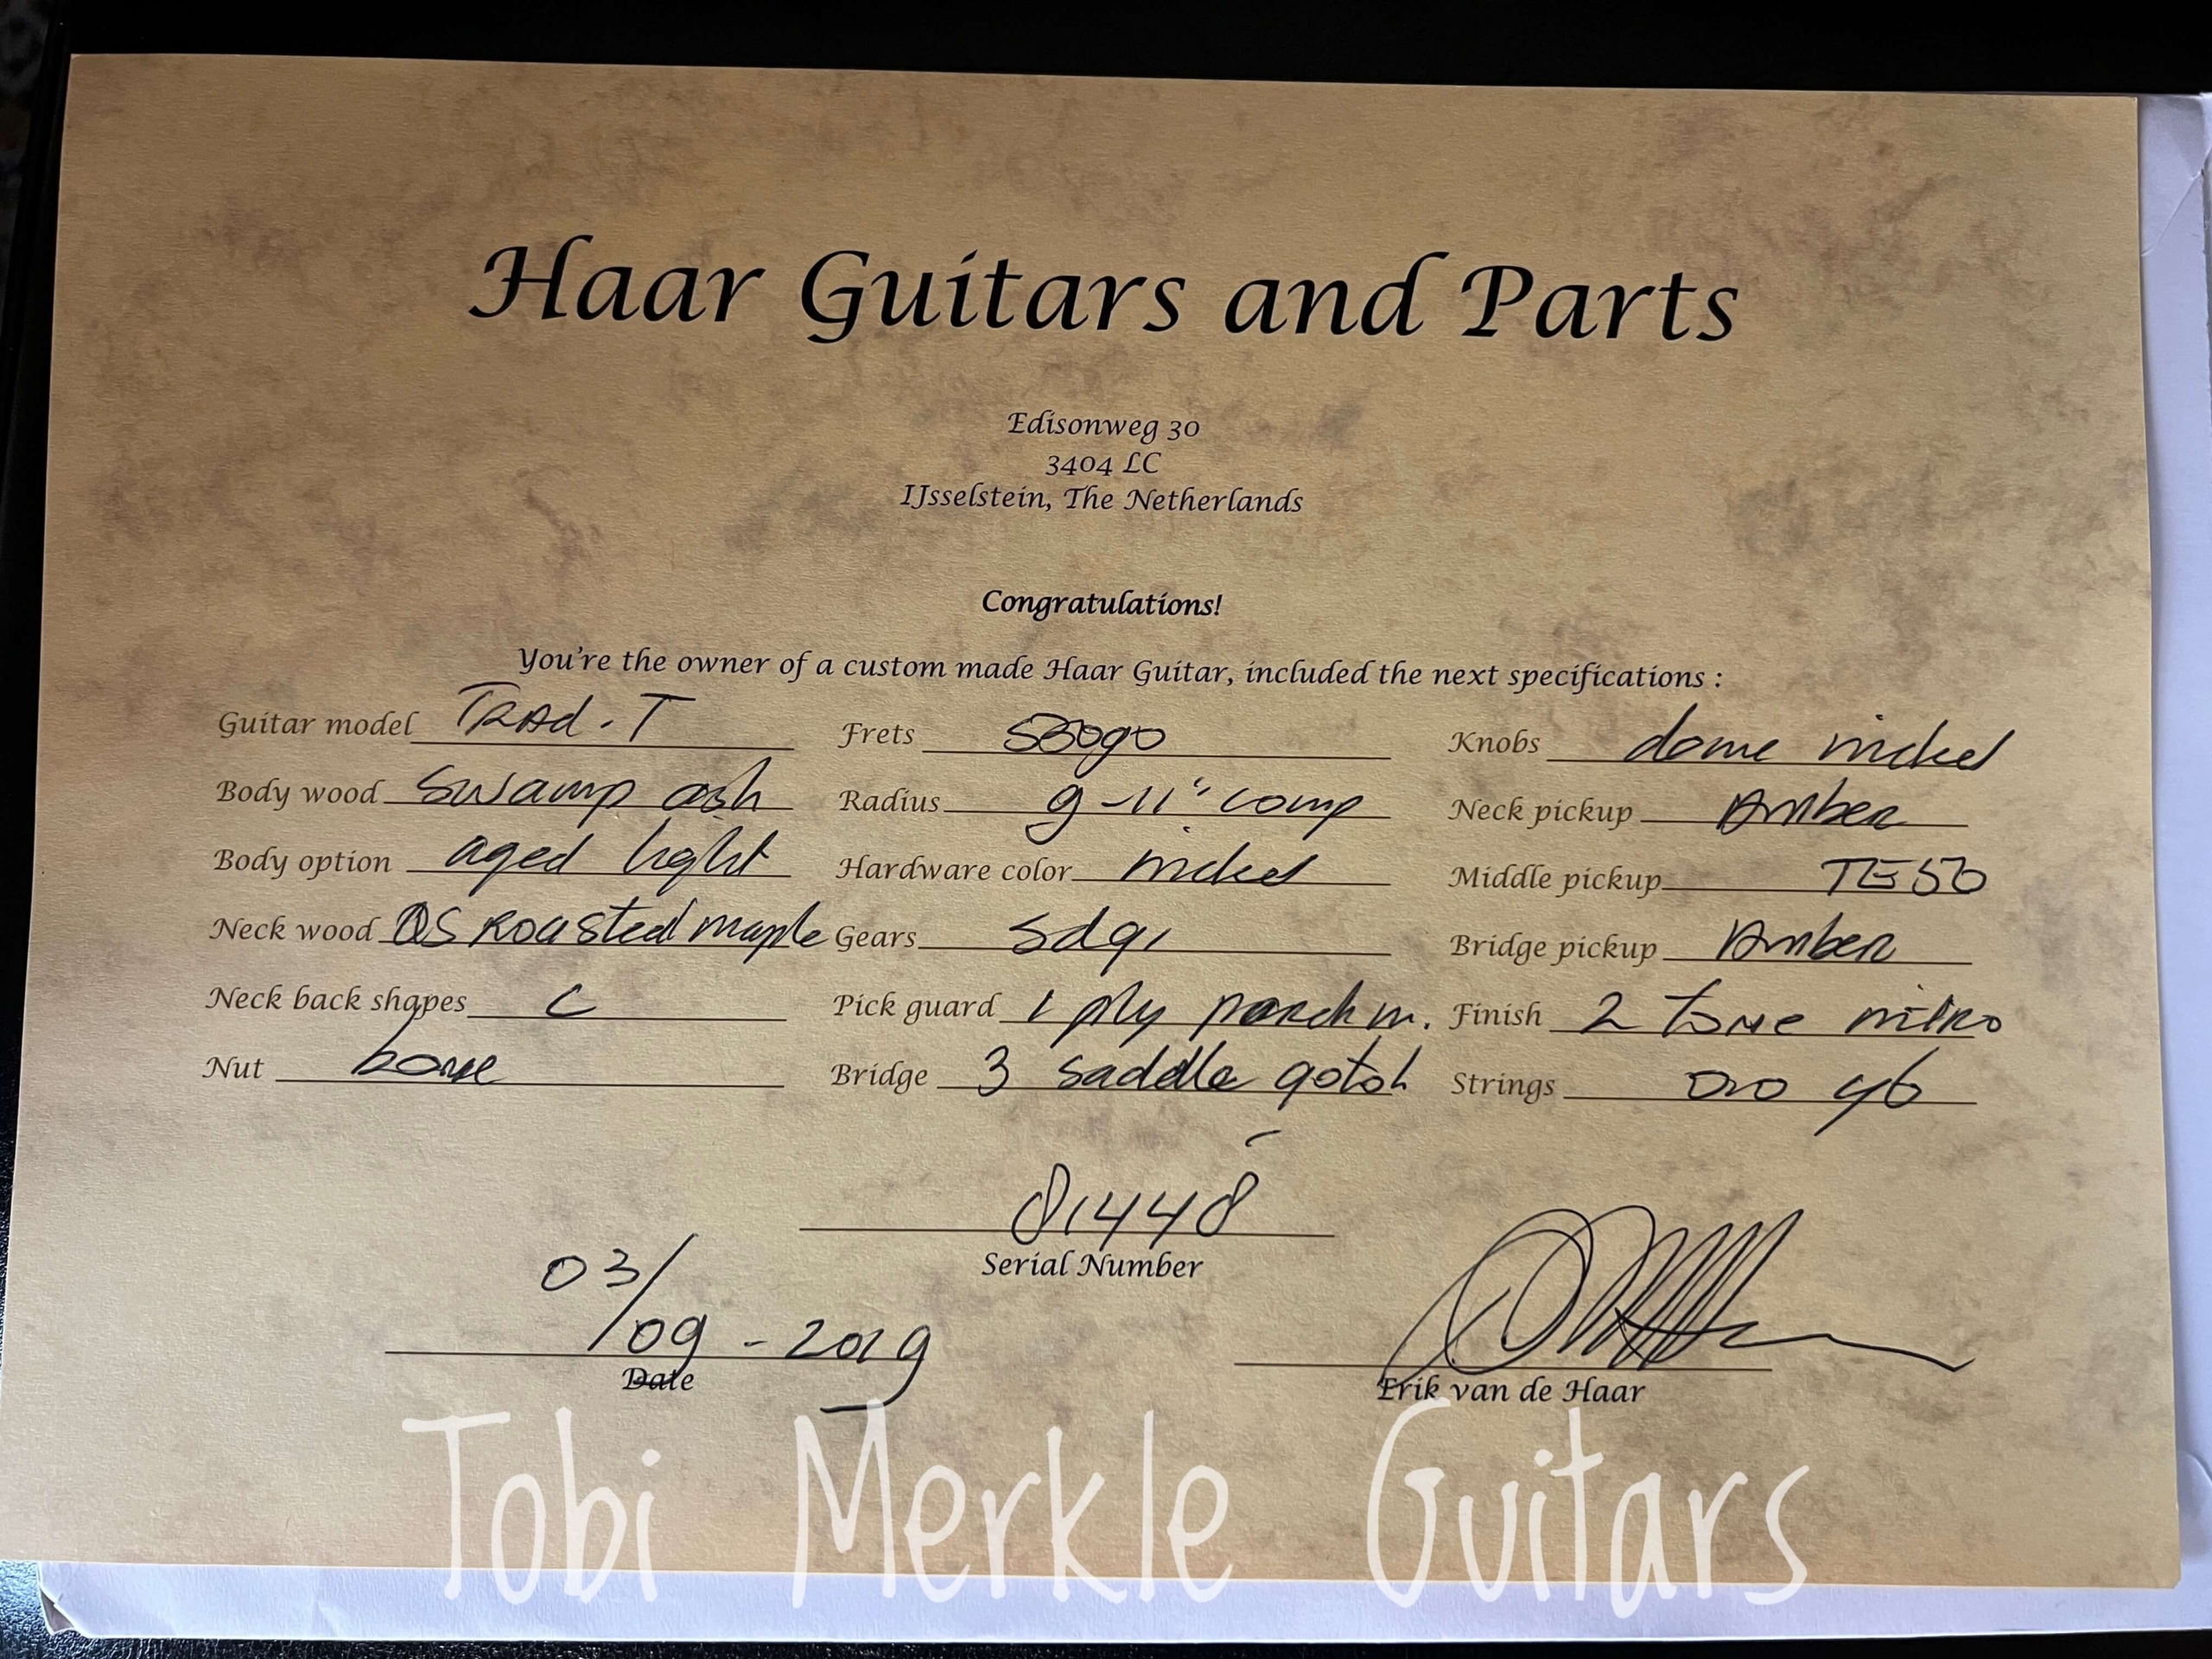 Haar Guitars and Parts
Edisonweg 30
3404 LC
IJsselstein, The Netherlands
Congratulations!
You're the owner of a custom made Haar Guitar, included the next specifications :
Guitar model TRAd. T Frets SB090 Knobs dome nickel
Body wood swamp ash Radius 9-11" comp Neck pickup Amber
Body option aged light Hardware color nickel Middle pickup TE50
Neck wood QS Roasted maple Gears sd91 Bridge pickup Amber
Neck back shapes C Pick guard 1 ply parchm. Finish 2 Tone nitro
Nut bone Bridge 3 saddle gotoh Strings 010 46
81448
Serial Number
03/09-2019
Date
Erik van de Haar
Tobi Merkle Guitars